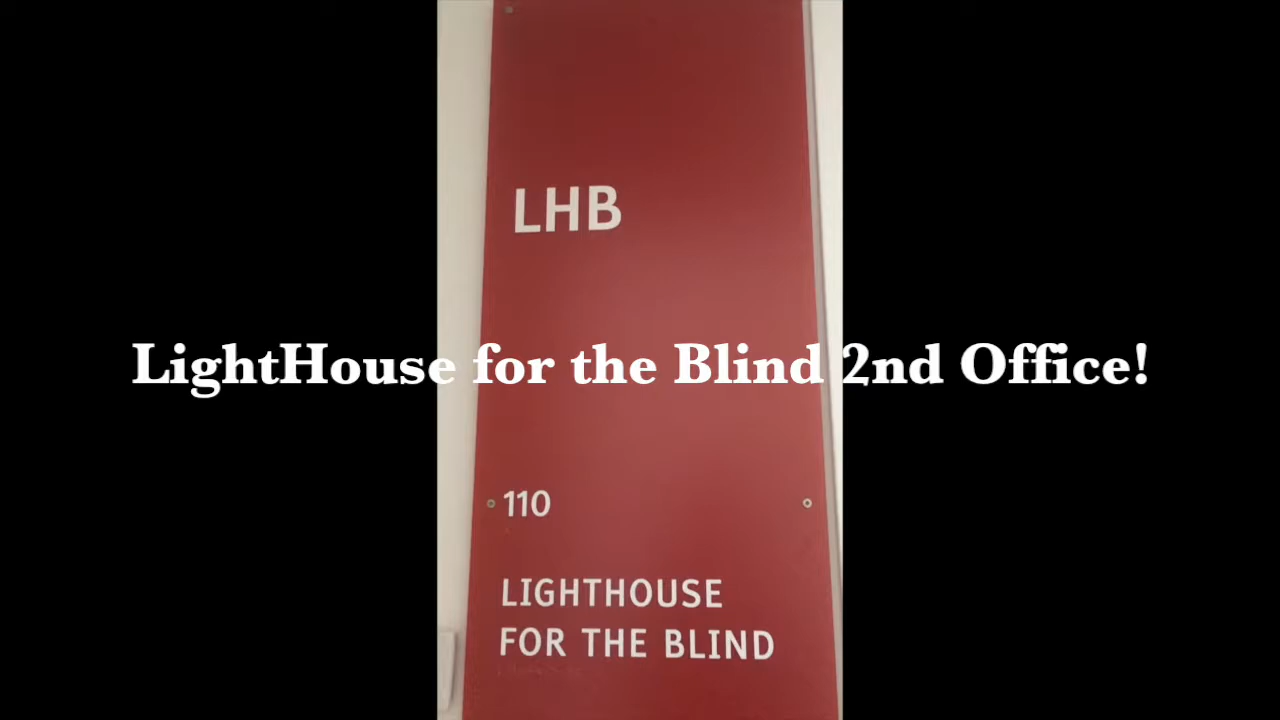 LHB
LightHouse for the Blind 2nd Office!
110
LIGHTHOUSE
FOR THE BLIND